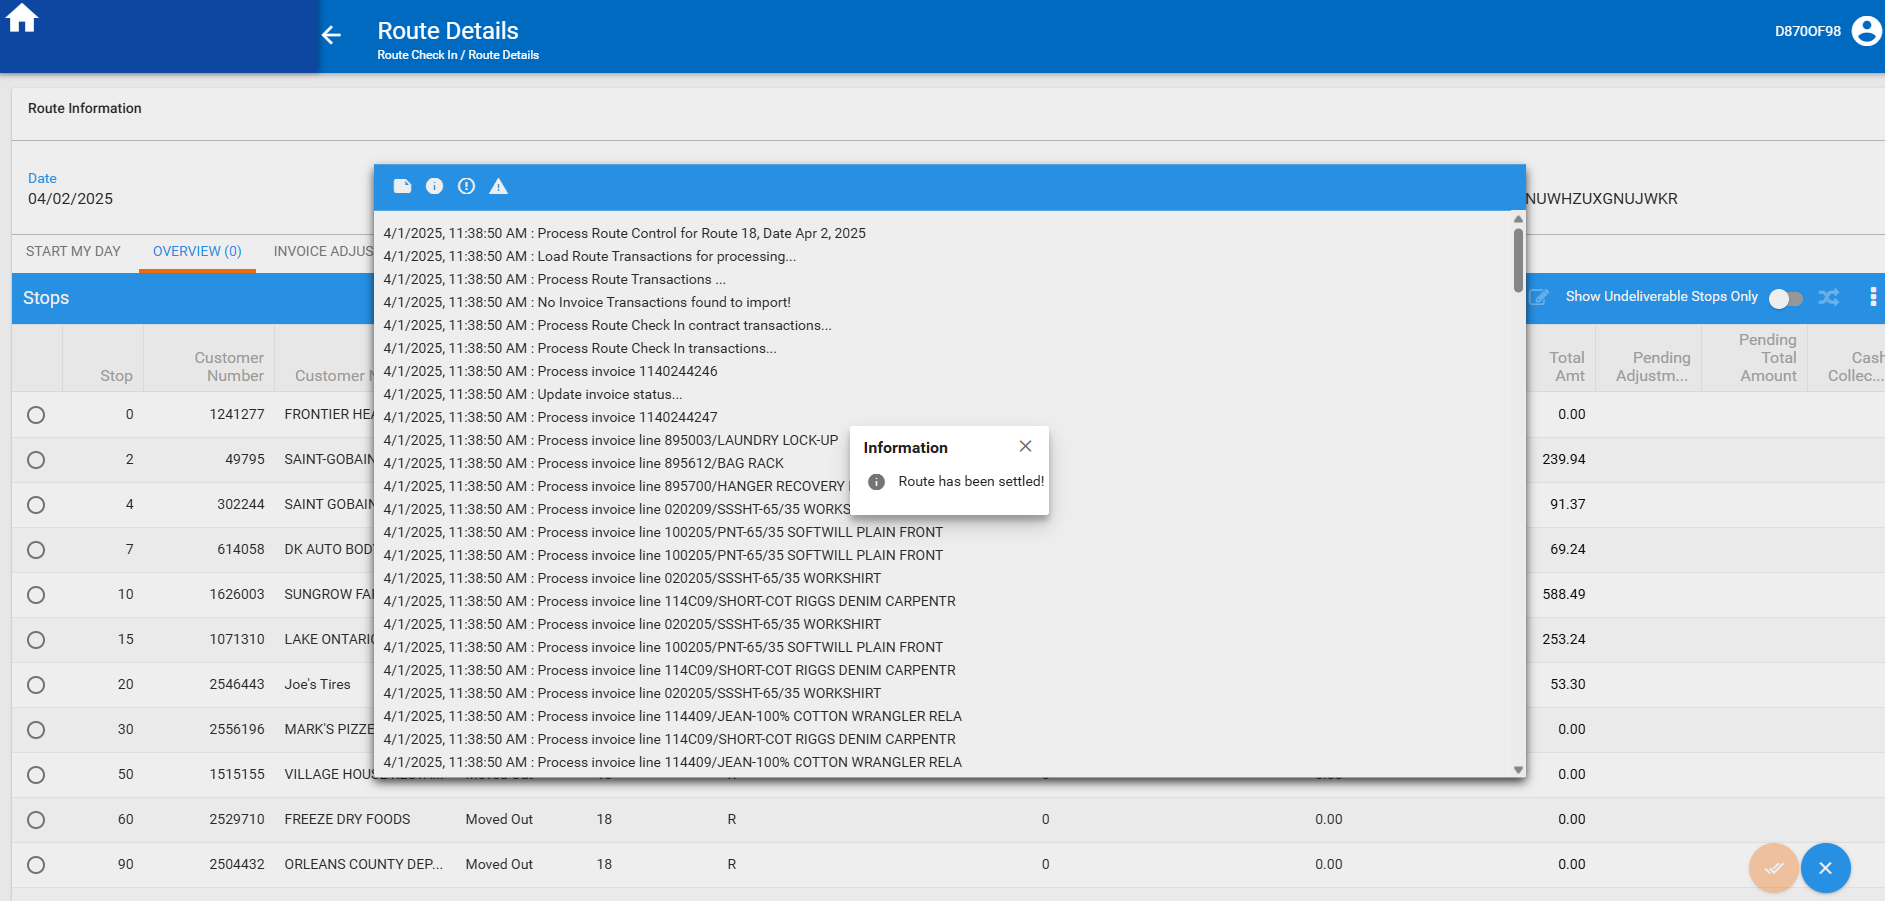 Route Details
Route Check In / Route Details
D870OF98
Route Information
Date
04/02/2025
NUWHZUXGNUJWKR
START MY DAY
OVERVIEW (0)
INVOICE ADJUS
Stops
Show Undeliverable Stops Only
Stop
Customer Number
Customer N
Total Amt
Pending Adjustm...
Pending Total Amount
Cash Collec...
0 1241277 FRONTIER HEA 0.00
2 49795 SAINT-GOBAIN 239.94
4 302244 SAINT GOBAIN 91.37
7 614058 DK AUTO BODY 69.24
10 1626003 SUNGROW FA 588.49
15 1071310 LAKE ONTARIO 253.24
20 2546443 Joe's Tires 53.30
30 2556196 MARK'S PIZZE 0.00
50 1515155 VILLAGE HOUSE 0.00
60 2529710 FREEZE DRY FOODS Moved Out 18 R 0 0.00 0.00
90 2504432 ORLEANS COUNTY DEP... Moved Out 18 R 0 0.00 0.00
4/1/2025, 11:38:50 AM : Process Route Control for Route 18, Date Apr 2, 2025
4/1/2025, 11:38:50 AM : Load Route Transactions for processing...
4/1/2025, 11:38:50 AM : Process Route Transactions ...
4/1/2025, 11:38:50 AM : No Invoice Transactions found to import!
4/1/2025, 11:38:50 AM : Process Route Check In contract transactions...
4/1/2025, 11:38:50 AM : Process Route Check In transactions...
4/1/2025, 11:38:50 AM : Process invoice 1140244246
4/1/2025, 11:38:50 AM : Update invoice status...
4/1/2025, 11:38:50 AM : Process invoice 1140244247
4/1/2025, 11:38:50 AM : Process invoice line 895003/LAUNDRY LOCK-UP
4/1/2025, 11:38:50 AM : Process invoice line 895612/BAG RACK
4/1/2025, 11:38:50 AM : Process invoice line 895700/HANGER RECOVERY
4/1/2025, 11:38:50 AM : Process invoice line 020209/SSSHT-65/35 WORKS
4/1/2025, 11:38:50 AM : Process invoice line 100205/PNT-65/35 SOFTWILL PLAIN FRONT
4/1/2025, 11:38:50 AM : Process invoice line 100205/PNT-65/35 SOFTWILL PLAIN FRONT
4/1/2025, 11:38:50 AM : Process invoice line 020205/SSSHT-65/35 WORKSHIRT
4/1/2025, 11:38:50 AM : Process invoice line 114C09/SHORT-COT RIGGS DENIM CARPENTR
4/1/2025, 11:38:50 AM : Process invoice line 020205/SSSHT-65/35 WORKSHIRT
4/1/2025, 11:38:50 AM : Process invoice line 100205/PNT-65/35 SOFTWILL PLAIN FRONT
4/1/2025, 11:38:50 AM : Process invoice line 114C09/SHORT-COT RIGGS DENIM CARPENTR
4/1/2025, 11:38:50 AM : Process invoice line 020205/SSSHT-65/35 WORKSHIRT
4/1/2025, 11:38:50 AM : Process invoice line 114409/JEAN-100% COTTON WRANGLER RELA
4/1/2025, 11:38:50 AM : Process invoice line 114C09/SHORT-COT RIGGS DENIM CARPENTR
4/1/2025, 11:38:50 AM : Process invoice line 114409/JEAN-100% COTTON WRANGLER RELA
Information
Route has been settled!